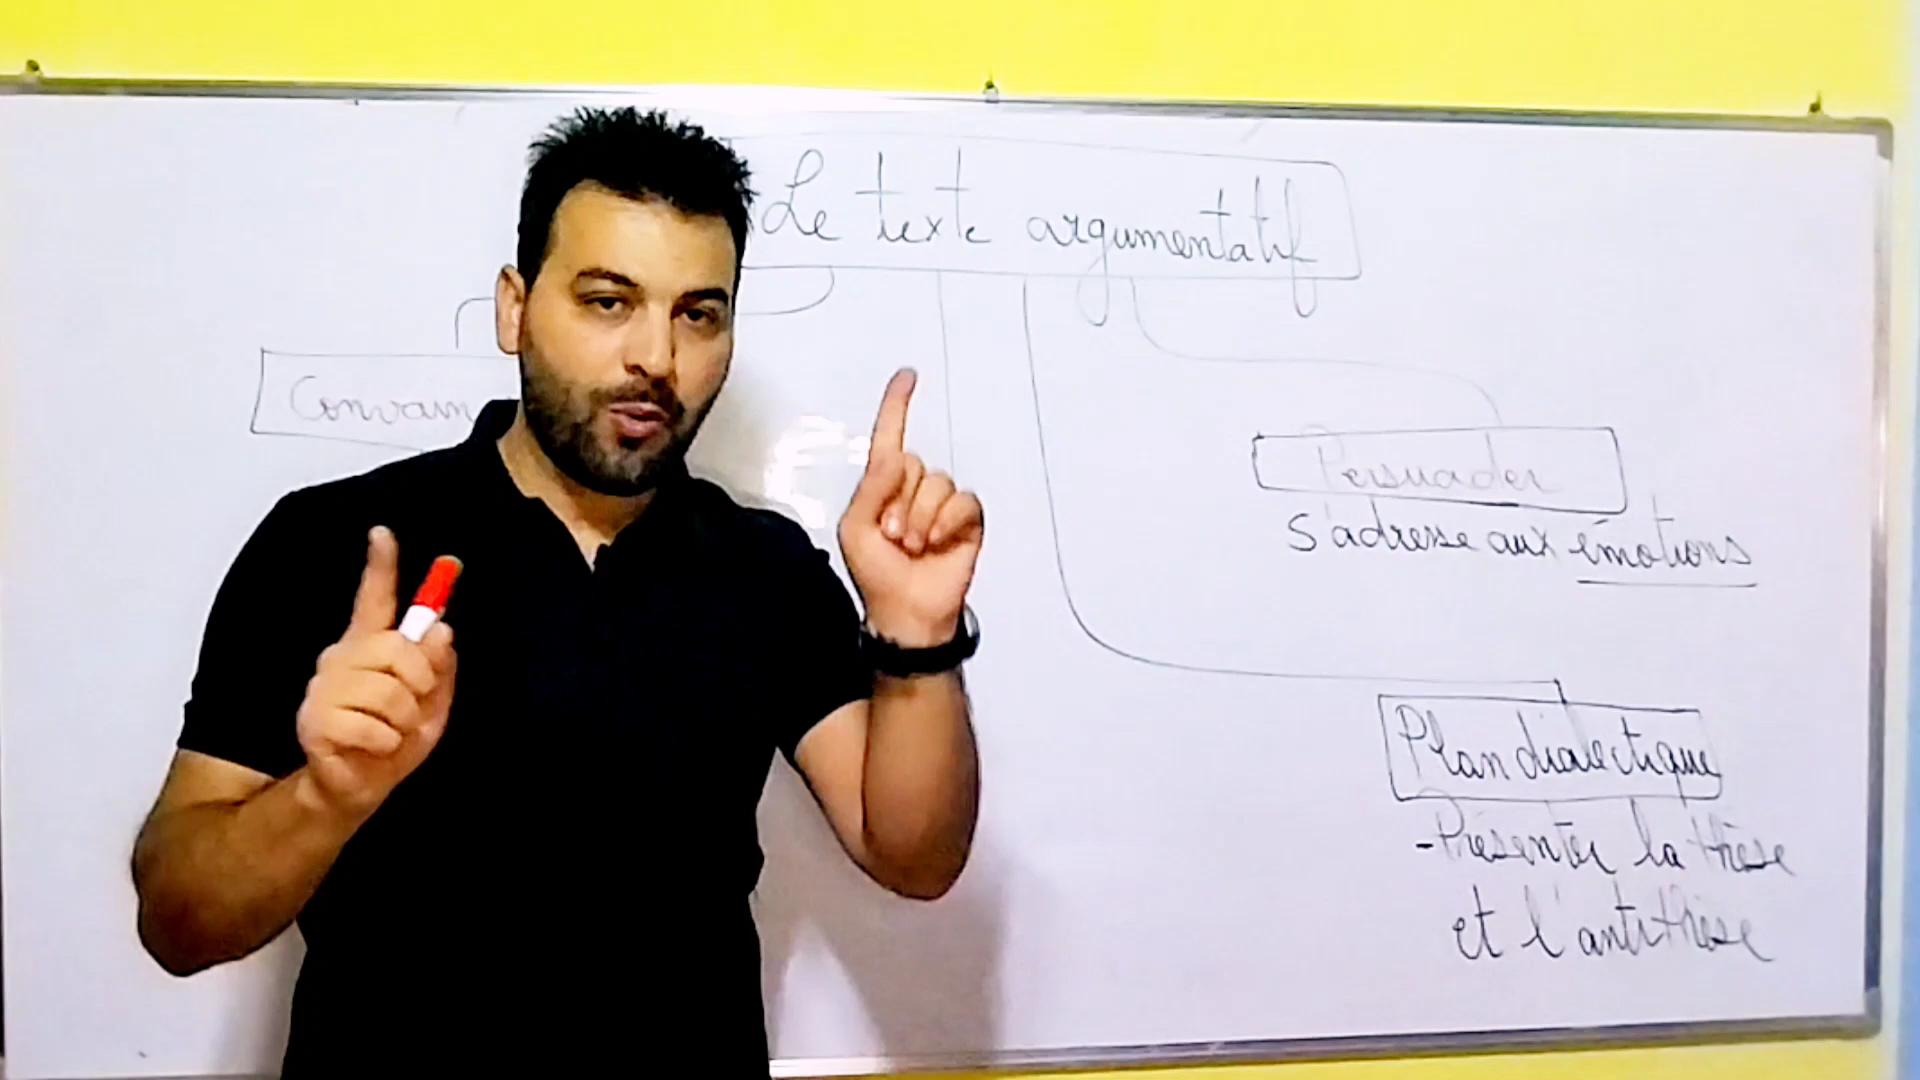 Le texte argumentatif
Convain
Persuader
s'adresse aux émotions
Plan dialectique
- Présenter la thèse
et l'antithèse